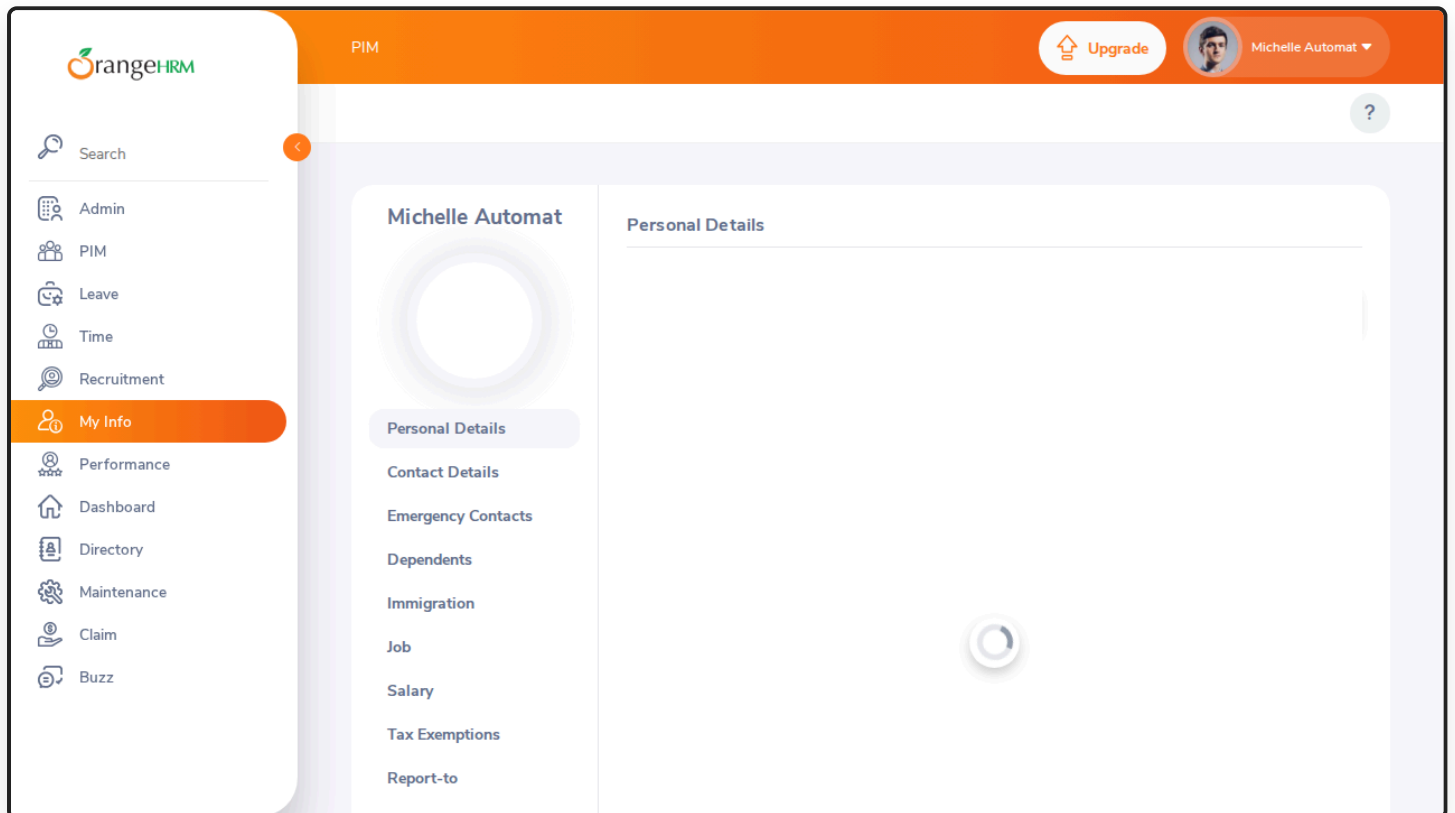 OrangeHRM
PIM
Upgrade
Michelle Automat
?
Search
Admin
PIM
Leave
Time
Recruitment
My Info
Performance
Dashboard
Directory
Maintenance
Claim
Buzz
Michelle Automat
Personal Details
Contact Details
Emergency Contacts
Dependents
Immigration
Job
Salary
Tax Exemptions
Report-to
Personal Details